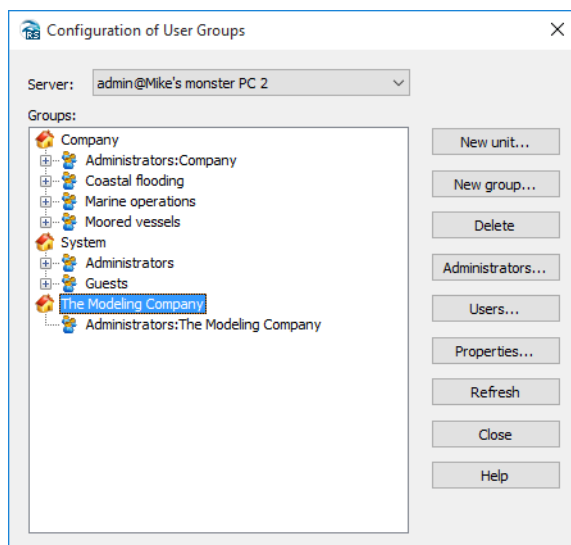 Configuration of User Groups
Server: admin@Mike's monster PC 2
Groups:
Company
Administrators:Company
Coastal flooding
Marine operations
Moored vessels
System
Administrators
Guests
The Modeling Company
Administrators:The Modeling Company
New unit...
New group...
Delete
Administrators...
Users...
Properties...
Refresh
Close
Help